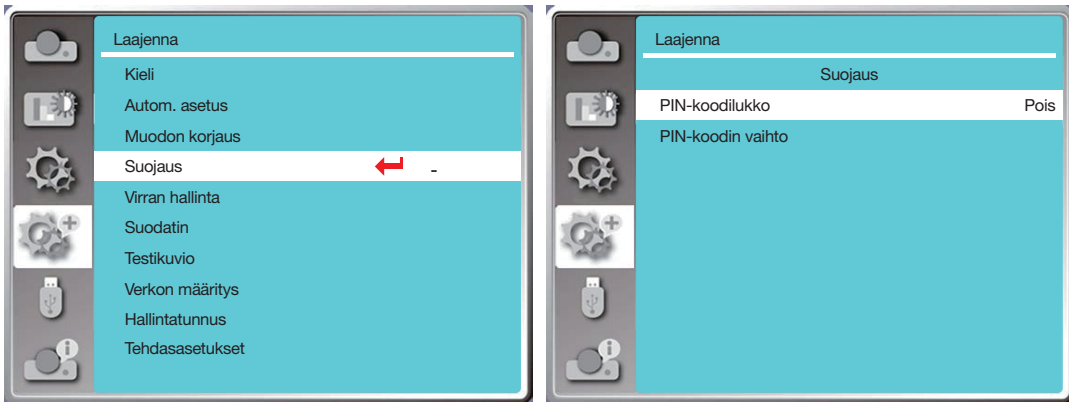 Laajenna
Kieli
Autom. asetus
Muodon korjaus
Suojaus -
Virran hallinta
Suodatin
Testikuvio
Verkon määritys
Hallintatunnus
Tehdasasetukset
Laajenna
Suojaus
PIN-koodilukko Pois
PIN-koodin vaihto